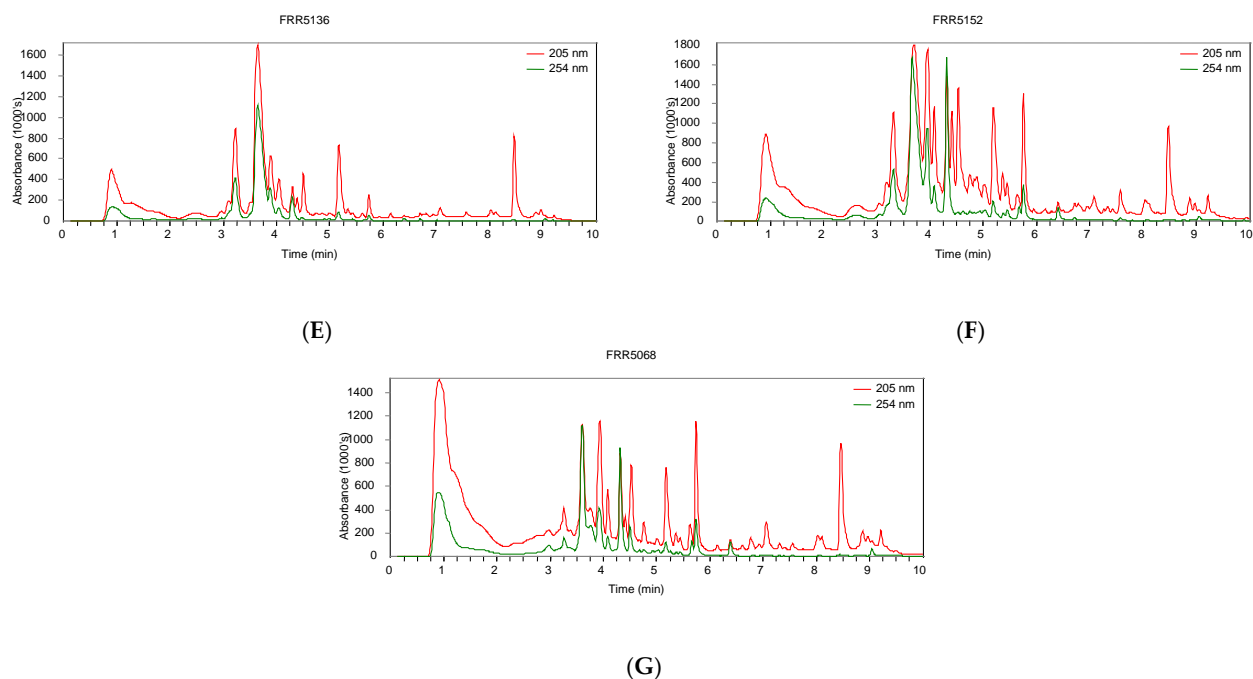 FRR5136
Absorbance (1000's)
1600
1400
1200
1000
800
600
400
200
0
205 nm
254 nm
0 1 2 3 4 5 6 7 8 9 10
Time (min)
(E)
FRR5152
Absorbance (1000's)
1800
1600
1400
1200
1000
800
600
400
200
0
205 nm
254 nm
0 1 2 3 4 5 6 7 8 9 10
Time (min)
(F)
FRR5068
Absorbance (1000's)
1400
1200
1000
800
600
400
200
0
205 nm
254 nm
0 1 2 3 4 5 6 7 8 9 10
Time (min)
(G)